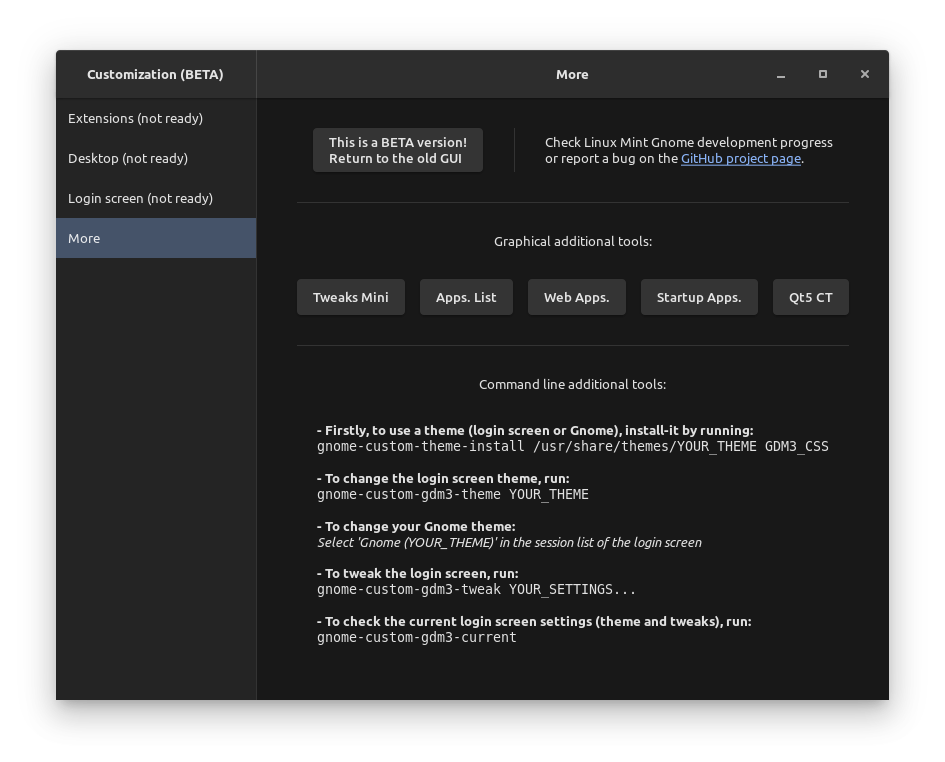 Customization (BETA)
More
Extensions (not ready)
Desktop (not ready)
Login screen (not ready)
More
This is a BETA version!
Return to the old GUI
Check Linux Mint Gnome development progress
or report a bug on the GitHub project page.
Graphical additional tools:
Tweaks Mini
Apps. List
Web Apps.
Startup Apps.
Qt5 CT
Command line additional tools:
- Firstly, to use a theme (login screen or Gnome), install-it by running:
gnome-custom-theme-install /usr/share/themes/YOUR_THEME GDM3_CSS
- To change the login screen theme, run:
gnome-custom-gdm3-theme YOUR_THEME
- To change your Gnome theme:
Select 'Gnome (YOUR_THEME)' in the session list of the login screen
- To tweak the login screen, run:
gnome-custom-gdm3-tweak YOUR_SETTINGS...
- To check the current login screen settings (theme and tweaks), run:
gnome-custom-gdm3-current